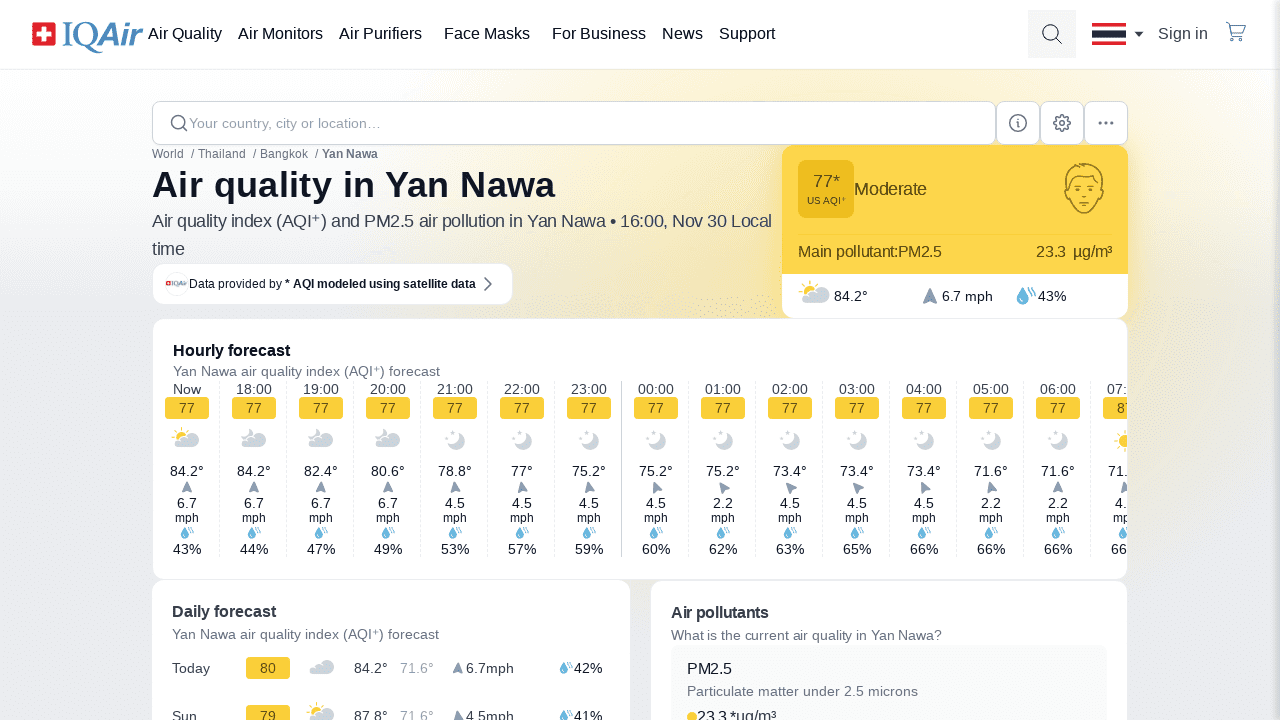 IQAir Air Quality Air Monitors Air Purifiers Face Masks For Business News Support Sign in
Your country, city or location…
World / Thailand / Bangkok / Yan Nawa
Air quality in Yan Nawa
Air quality index (AQI⁺) and PM2.5 air pollution in Yan Nawa • 16:00, Nov 30 Local
time
IQAir Data provided by * AQI modeled using satellite data
77*
US AQI⁺
Moderate
Main pollutant:PM2.5 23.3 µg/m³
84.2° 6.7 mph 43%
Hourly forecast
Yan Nawa air quality index (AQI⁺) forecast
Now 18:00 19:00 20:00 21:00 22:00 23:00 00:00 01:00 02:00 03:00 04:00 05:00 06:00 07:
77 77 77 77 77 77 77 77 77 77 77 77 77 77 8
84.2° 84.2° 82.4° 80.6° 78.8° 77° 75.2° 75.2° 75.2° 73.4° 73.4° 73.4° 71.6° 71.6° 71.
6.7 6.7 6.7 6.7 4.5 4.5 4.5 4.5 2.2 4.5 4.5 4.5 2.2 2.2 4.
mph mph mph mph mph mph mph mph mph mph mph mph mph mph
43% 44% 47% 49% 53% 57% 59% 60% 62% 63% 65% 66% 66% 66% 66
Daily forecast
Yan Nawa air quality index (AQI⁺) forecast
Today 80 84.2° 71.6° 6.7mph 42%
Sun 79 87.8° 71.6° 4.5mph 41%
Air pollutants
What is the current air quality in Yan Nawa?
PM2.5
Particulate matter under 2.5 microns
23.3 *µg/m³